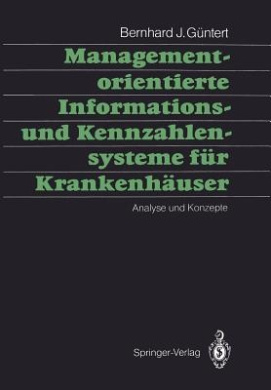 Bernhard J. Güntert
Management-
orientierte
Informations-
und Kennzahlen-
systeme für
Krankenhäuser
Analyse und Konzepte
Springer-Verlag